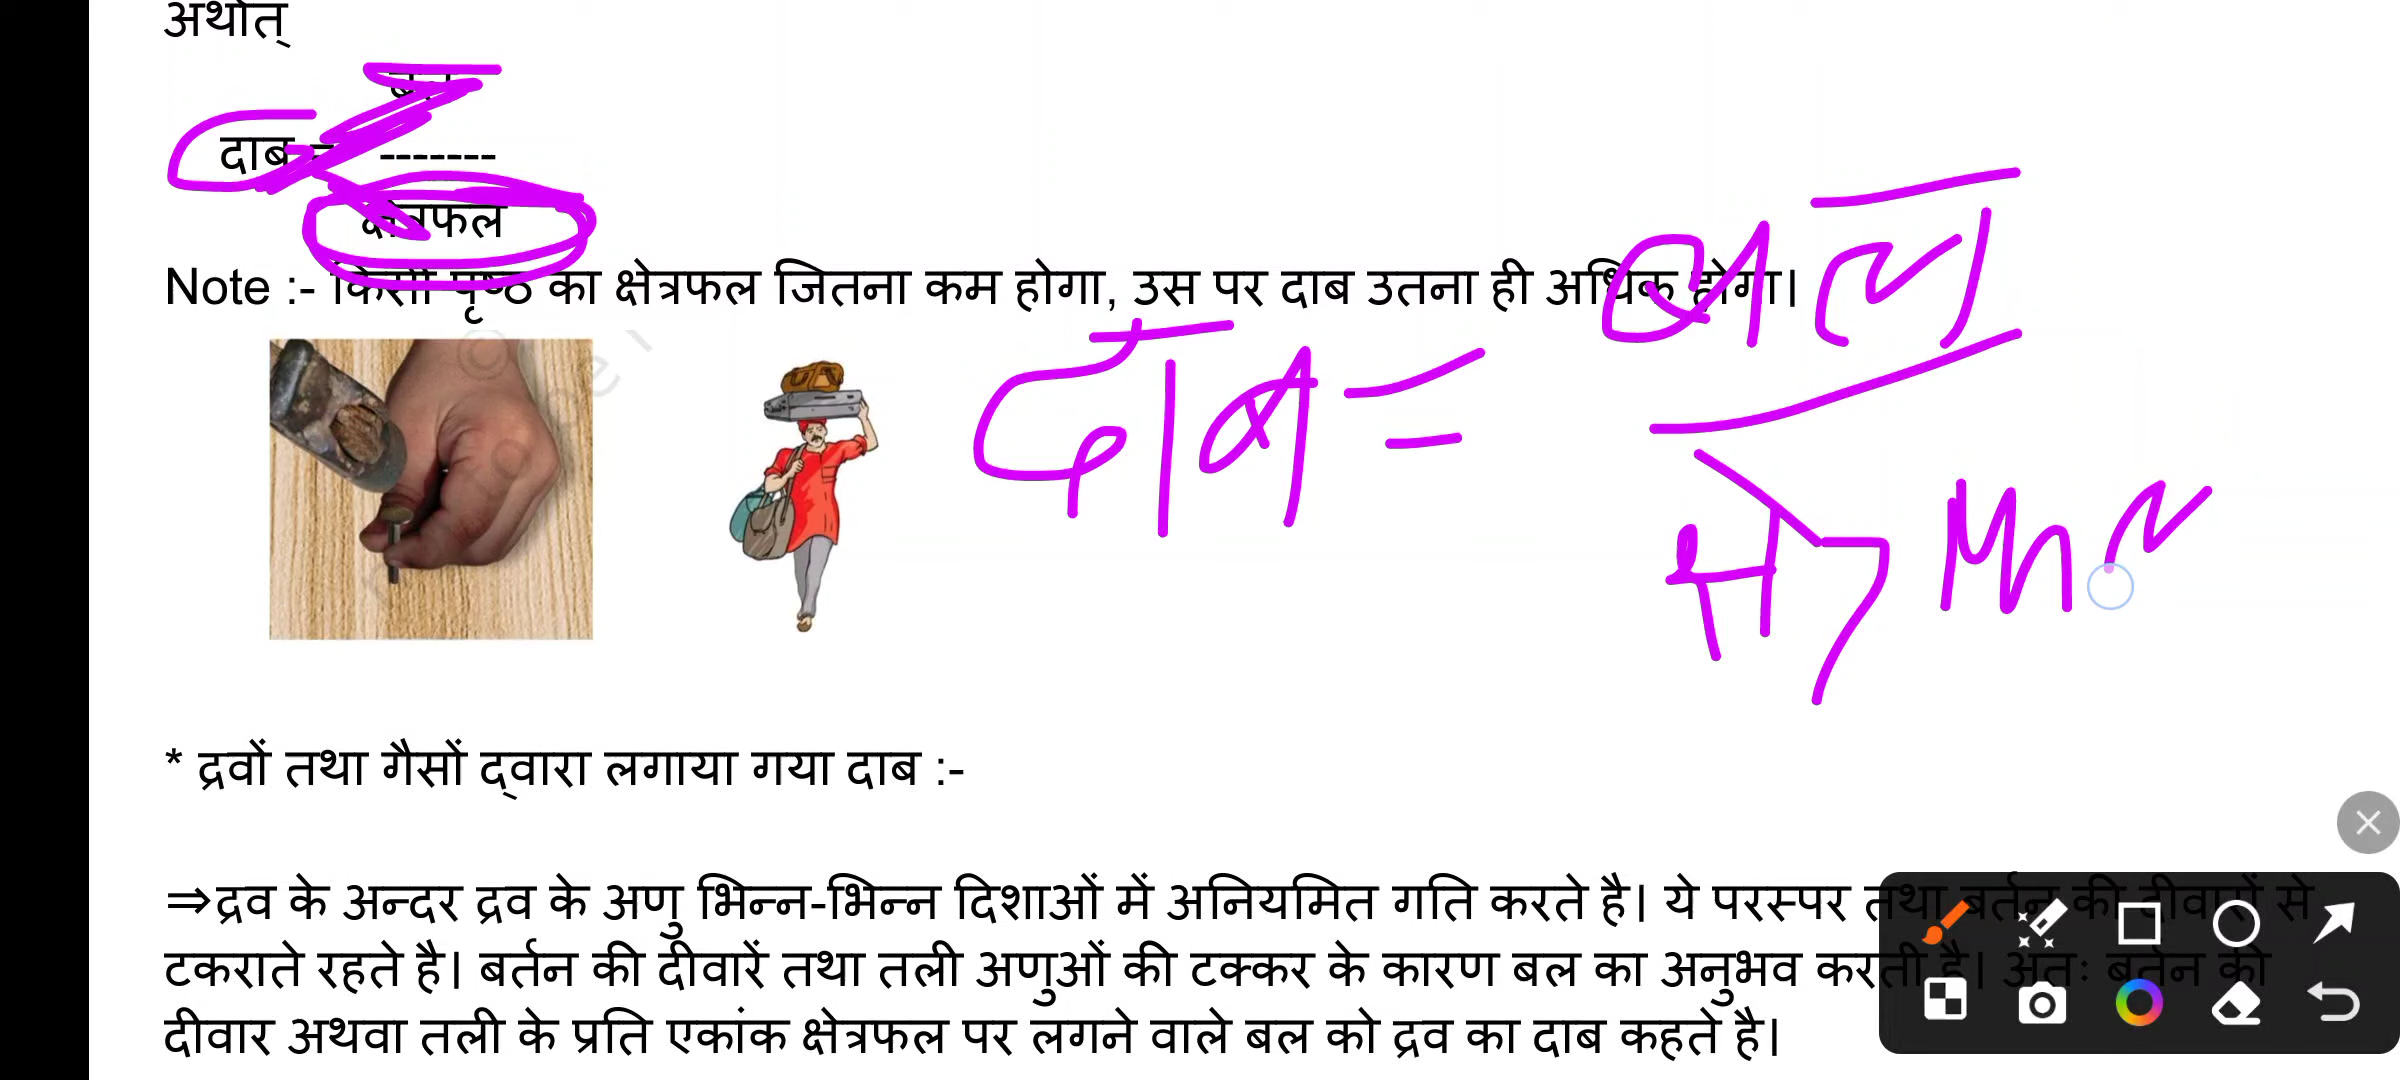 अर्थात्
बल
दाब = -------
क्षेत्रफल
Note :- किसी पृष्ठ का क्षेत्रफल जितना कम होगा, उस पर दाब उतना ही अधिक होगा।
बल
दाब =
क्षेत्रफल
* द्रवों तथा गैसों द्वारा लगाया गया दाब :-
⇒द्रव के अन्दर द्रव के अणु भिन्न-भिन्न दिशाओं में अनियमित गति करते है। ये परस्पर तथा बर्तन की दीवारों से
टकराते रहते है। बर्तन की दीवारें तथा तली अणुओं की टक्कर के कारण बल का अनुभव करती है। अतः बर्तन की
दीवार अथवा तली के प्रति एकांक क्षेत्रफल पर लगने वाले बल को द्रव का दाब कहते है।